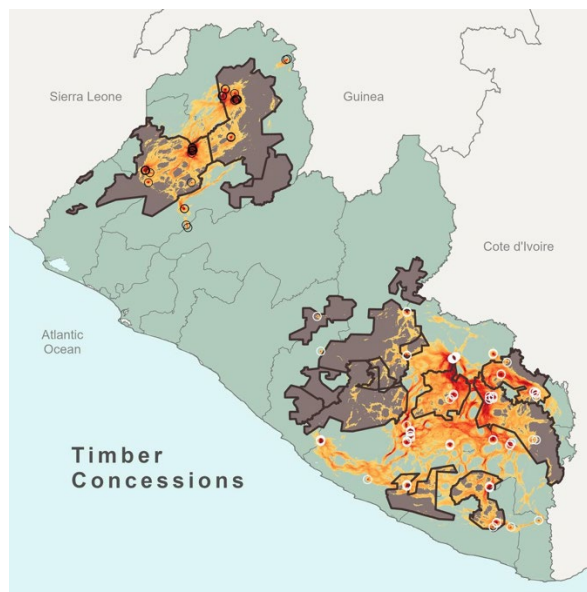 Sierra Leone
Guinea
Cote d'Ivoire
Atlantic
Ocean
Timber
Concessions